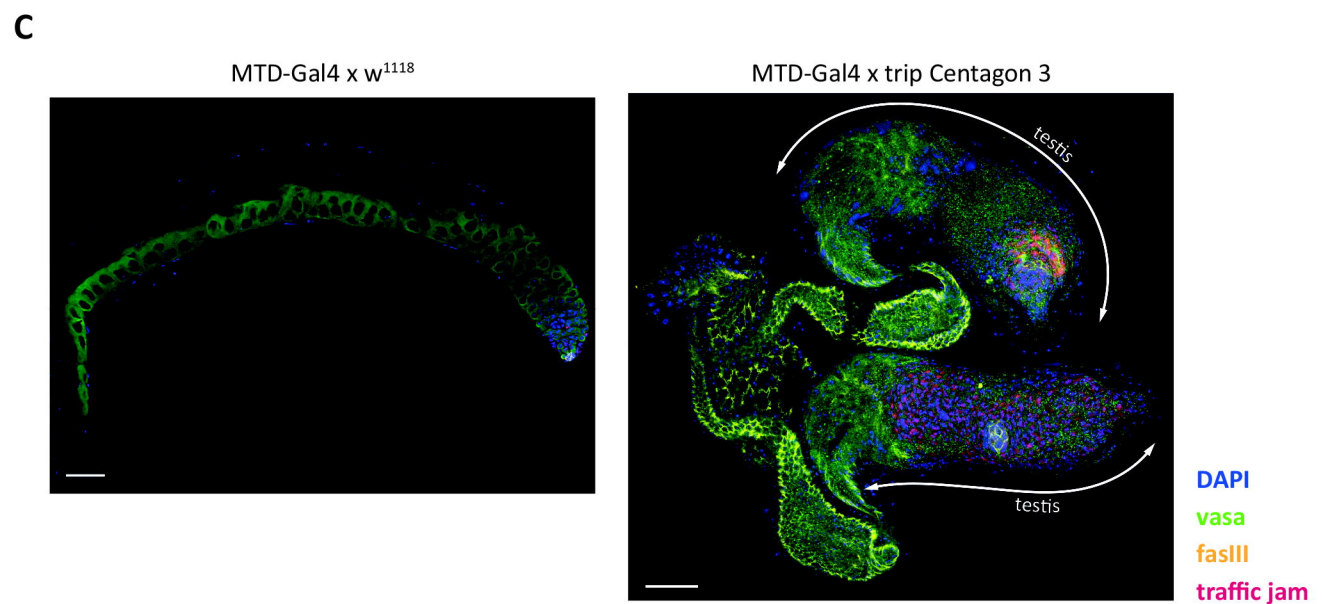 C
MTD-Gal4 x w1118
MTD-Gal4 x trip Centagon 3
testis
testis
DAPI
vasa
fasIII
traffic jam